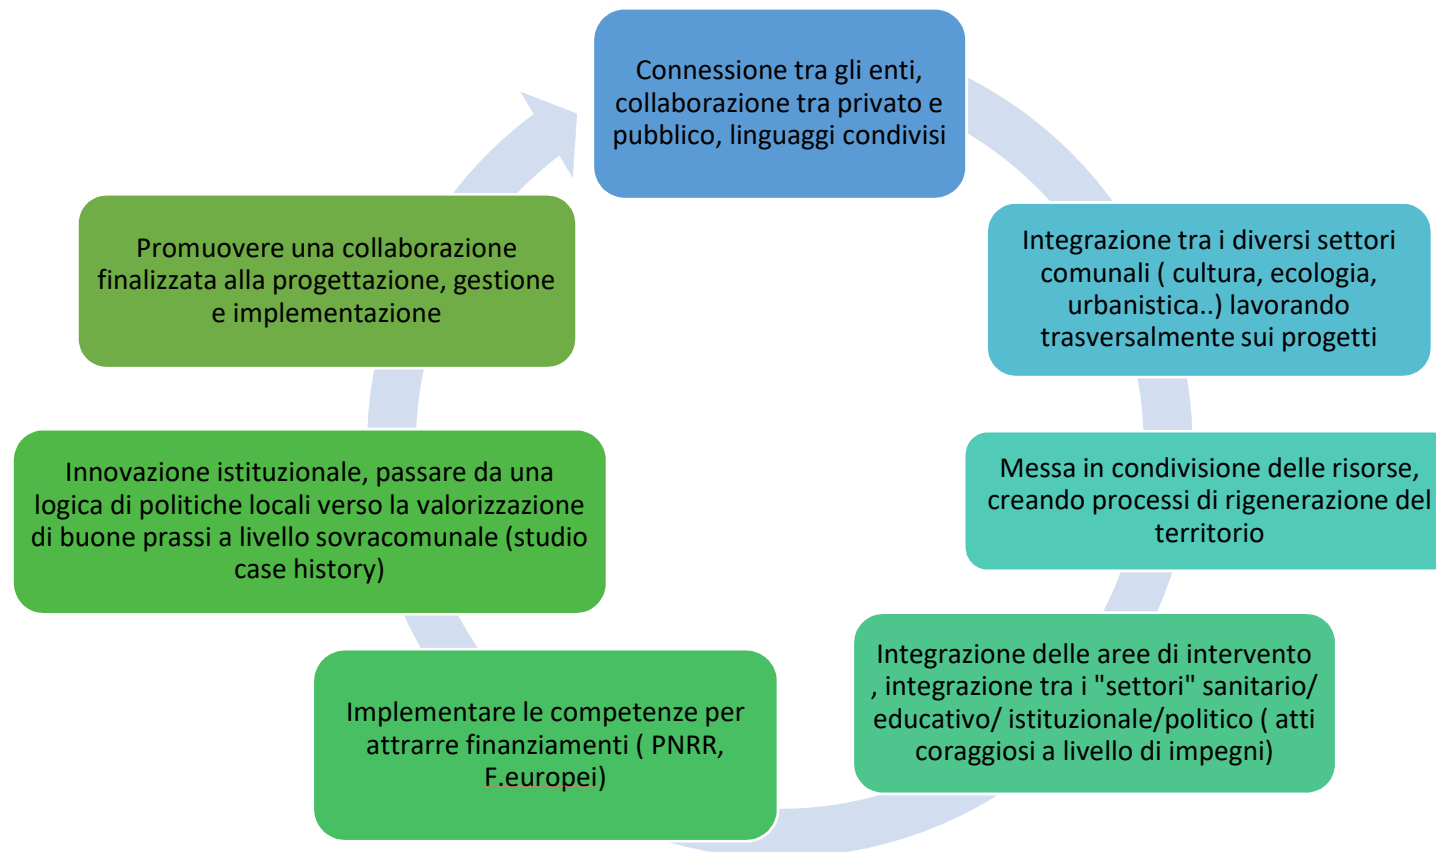 Connessione tra gli enti,
collaborazione tra privato e
pubblico, linguaggi condivisi
Integrazione tra i diversi settori
comunali ( cultura, ecologia,
urbanistica..) lavorando
trasversalmente sui progetti
Messa in condivisione delle risorse,
creando processi di rigenerazione del
territorio
Integrazione delle aree di intervento
, integrazione tra i "settori" sanitario/
educativo/ istituzionale/politico ( atti
coraggiosi a livello di impegni)
Implementare le competenze per
attrarre finanziamenti ( PNRR,
F.europei)
Innovazione istituzionale, passare da una
logica di politiche locali verso la valorizzazione
di buone prassi a livello sovracomunale (studio
case history)
Promuovere una collaborazione
finalizzata alla progettazione, gestione
e implementazione